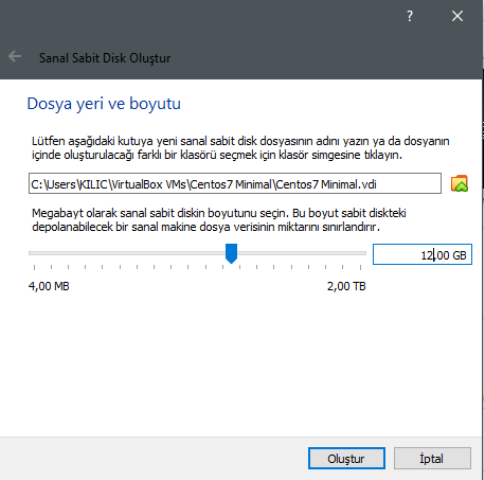 ?
Sanal Sabit Disk Oluştur
Dosya yeri ve boyutu
Lütfen aşağıdaki kutuya yeni sanal sabit disk dosyasının adını yazın ya da dosyanın
içinde oluşturulacağı farklı bir klasörü seçmek için klasör simgesine tıklayın.
C:\Users\KILIC\VirtualBox VMs\Centos7 Minimal\Centos7 Minimal.vdi
Megabayt olarak sanal sabit diskin boyutunu seçin. Bu boyut sabit diskteki
depolanabilecek bir sanal makine dosya verisinin miktarını sınırlandırır.
12,00 GB
4,00 MB 2,00 TB
Oluştur İptal